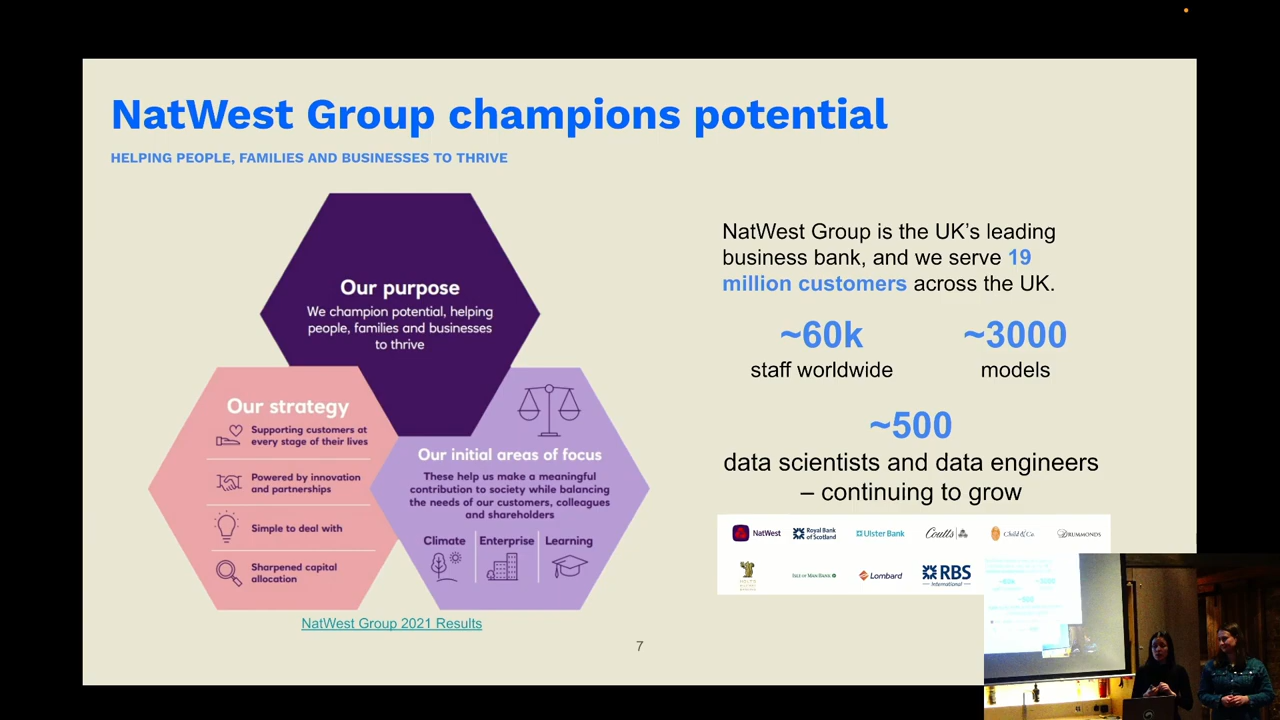 NatWest Group champions potential
HELPING PEOPLE, FAMILIES AND BUSINESSES TO THRIVE
Our purpose
We champion potential, helping
people, families and businesses
to thrive
Our strategy
Supporting customers at
every stage of their lives
Powered by innovation
and partnerships
Simple to deal with
Sharpened capital
allocation
Our initial areas of focus
These help us make a meaningful
contribution to society while balancing
the needs of our customers, colleagues
and shareholders
Climate
Enterprise
Learning
NatWest Group 2021 Results
NatWest Group is the UK’s leading
business bank, and we serve 19
million customers across the UK.
~60k
staff worldwide
~3000
models
~500
data scientists and data engineers
– continuing to grow
NatWest
Royal Bank
of Scotland
Ulster Bank
Coutts
Child & Co
DRUMMONDS
ISLE OF MAN BANK
Lombard
RBS
International
7